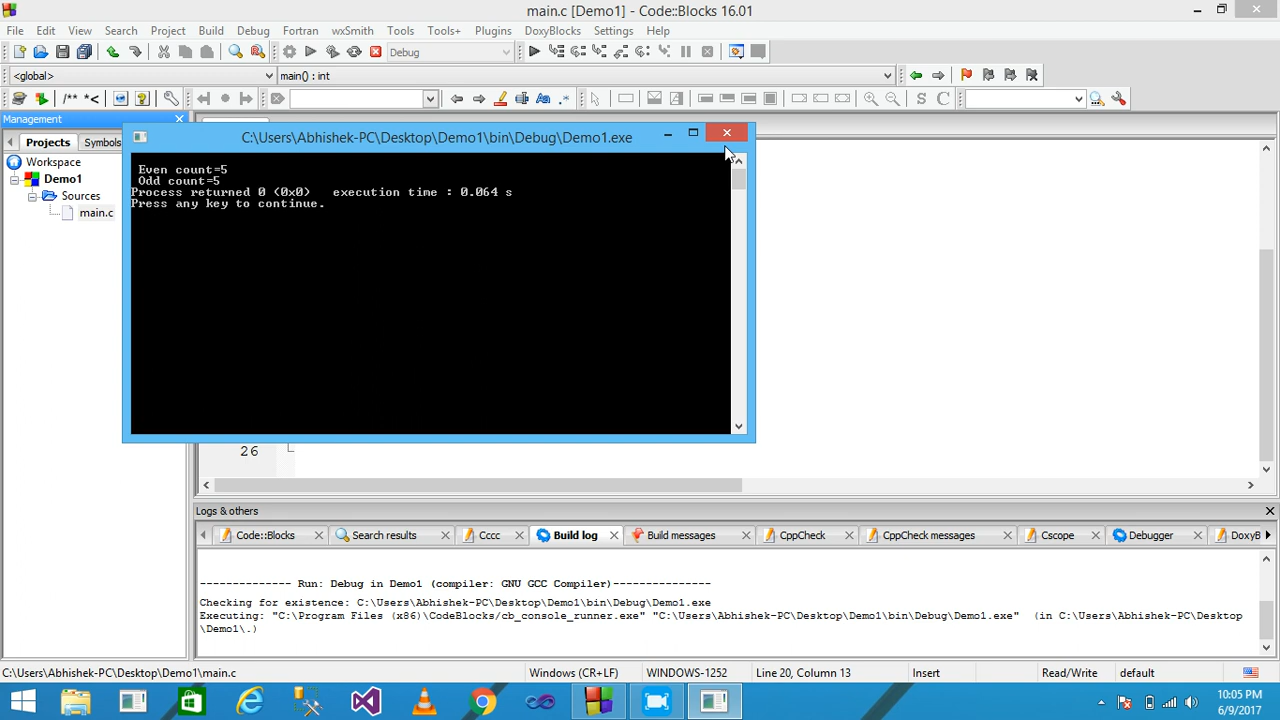 main.c [Demo1] - Code::Blocks 16.01
File Edit View Search Project Build Debug Fortran wxSmith Tools Tools+ Plugins DoxyBlocks Settings Help
Debug
<global> main() : int
/** *<
S C
Management
Projects Symbols
Workspace
Demo1
Sources
main.c
C:\Users\Abhishek-PC\Desktop\Demo1\bin\Debug\Demo1.exe
Even count=5
Odd count=5
Process returned 0 (0x0) execution time : 0.064 s
Press any key to continue.
26
Logs & others
Code::Blocks Search results Cccc Build log Build messages CppCheck CppCheck messages Cscope Debugger DoxyB
-------------- Run: Debug in Demo1 (compiler: GNU GCC Compiler)---------------
Checking for existence: C:\Users\Abhishek-PC\Desktop\Demo1\bin\Debug\Demo1.exe
Executing: "C:\Program Files (x86)\CodeBlocks/cb_console_runner.exe" "C:\Users\Abhishek-PC\Desktop\Demo1\bin\Debug\Demo1.exe" (in C:\Users\Abhishek-PC\Desktop
\Demo1\.)
C:\Users\Abhishek-PC\Desktop\Demo1\main.c Windows (CR+LF) WINDOWS-1252 Line 20, Column 13 Insert Read/Write default
10:05 PM
6/9/2017